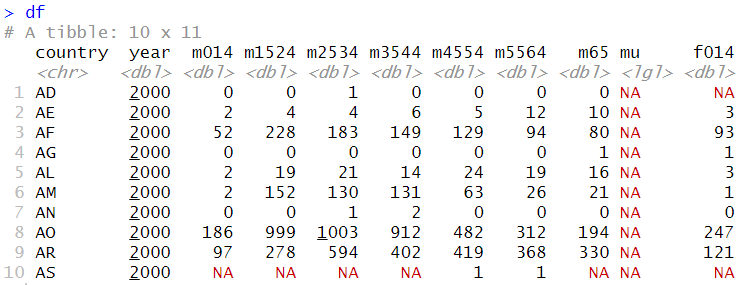 > df
# A tibble: 10 x 11
   country  year  m014 m1524 m2534 m3544 m4554 m5564   m65 mu     f014
   <chr>   <dbl> <dbl> <dbl> <dbl> <dbl> <dbl> <dbl> <dbl> <lgl> <dbl>
 1 AD       2000     0     0     1     0     0     0     0 NA       NA
 2 AE       2000     2     4     4     6     5    12    10 NA        3
 3 AF       2000    52   228   183   149   129    94    80 NA       93
 4 AG       2000     0     0     0     0     0     0     1 NA        1
 5 AL       2000     2    19    21    14    24    19    16 NA        3
 6 AM       2000     2   152   130   131    63    26    21 NA        1
 7 AN       2000     0     0     1     2     0     0     0 NA        0
 8 AO       2000   186   999  1003   912   482   312   194 NA      247
 9 AR       2000    97   278   594   402   419   368   330 NA      121
10 AS       2000    NA    NA    NA    NA     1     1    NA NA       NA